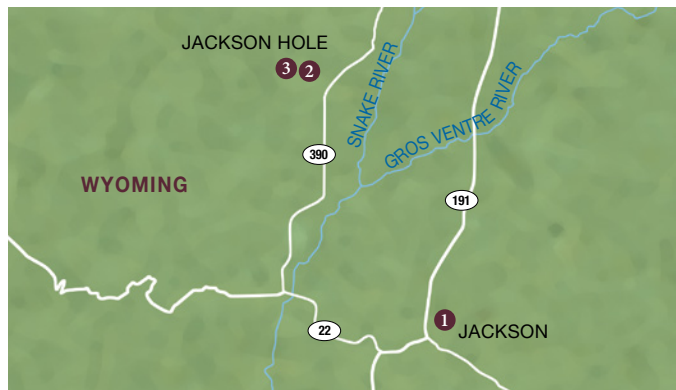 JACKSON HOLE
3 2
SNAKE RIVER
GROS VENTRE RIVER
390
WYOMING
191
1 JACKSON
22